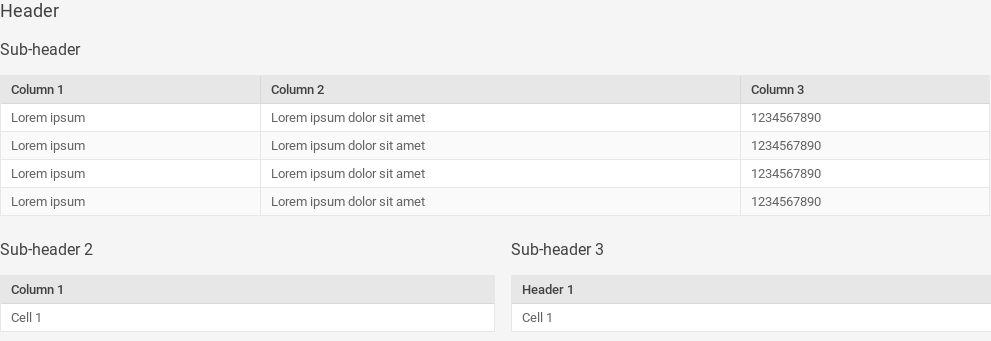 Header
Sub-header
Column 1 Column 2 Column 3
Lorem ipsum Lorem ipsum dolor sit amet 1234567890
Lorem ipsum Lorem ipsum dolor sit amet 1234567890
Lorem ipsum Lorem ipsum dolor sit amet 1234567890
Lorem ipsum Lorem ipsum dolor sit amet 1234567890
Sub-header 2
Column 1
Cell 1
Sub-header 3
Header 1
Cell 1